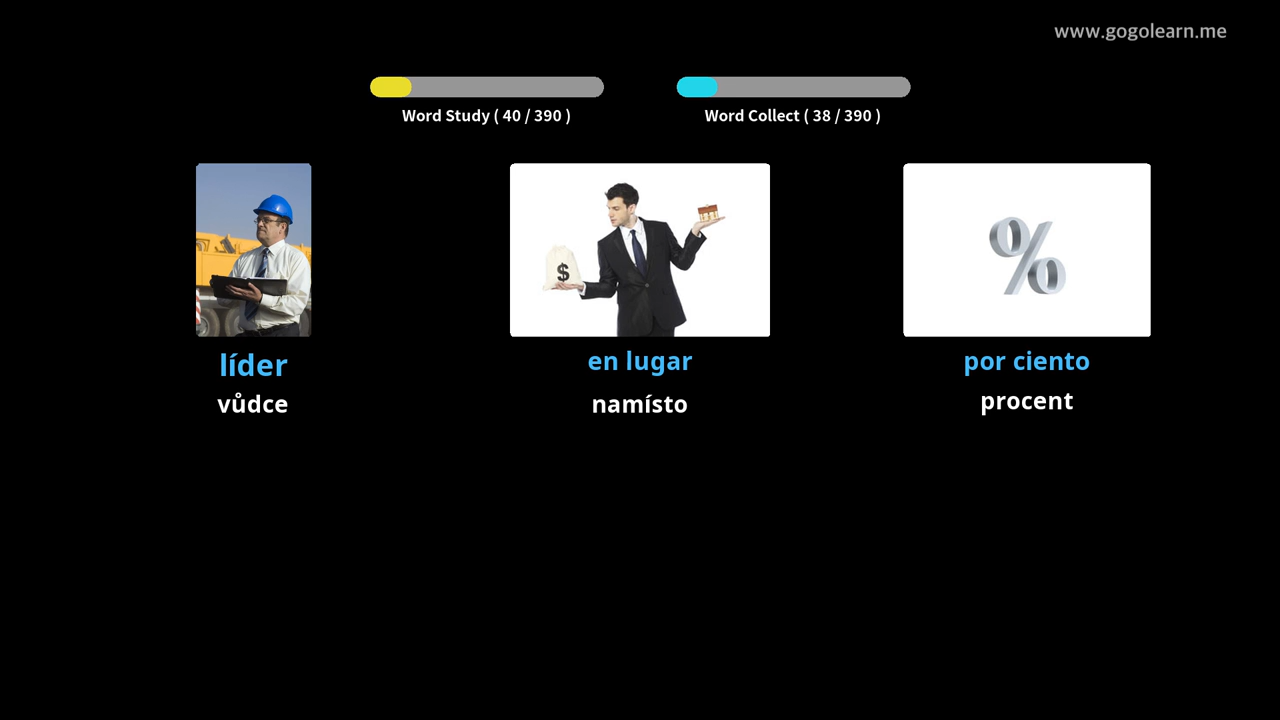 www.gogolearn.me
Word Study ( 40 / 390 )
Word Collect ( 38 / 390 )
$
%
líder
vůdce
en lugar
namísto
por ciento
procent